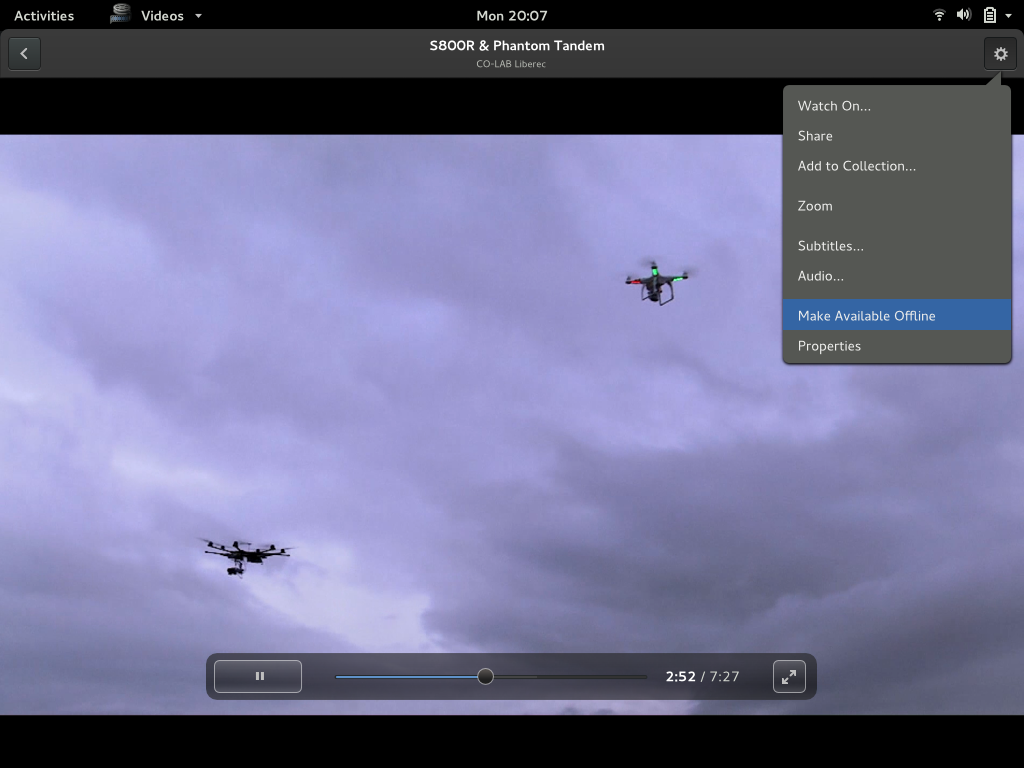 Activities
Videos
Mon 20:07
S800R & Phantom Tandem
CO-LAB Liberec
Watch On...
Share
Add to Collection...
Zoom
Subtitles...
Audio...
Make Available Offline
Properties
2:52 / 7:27